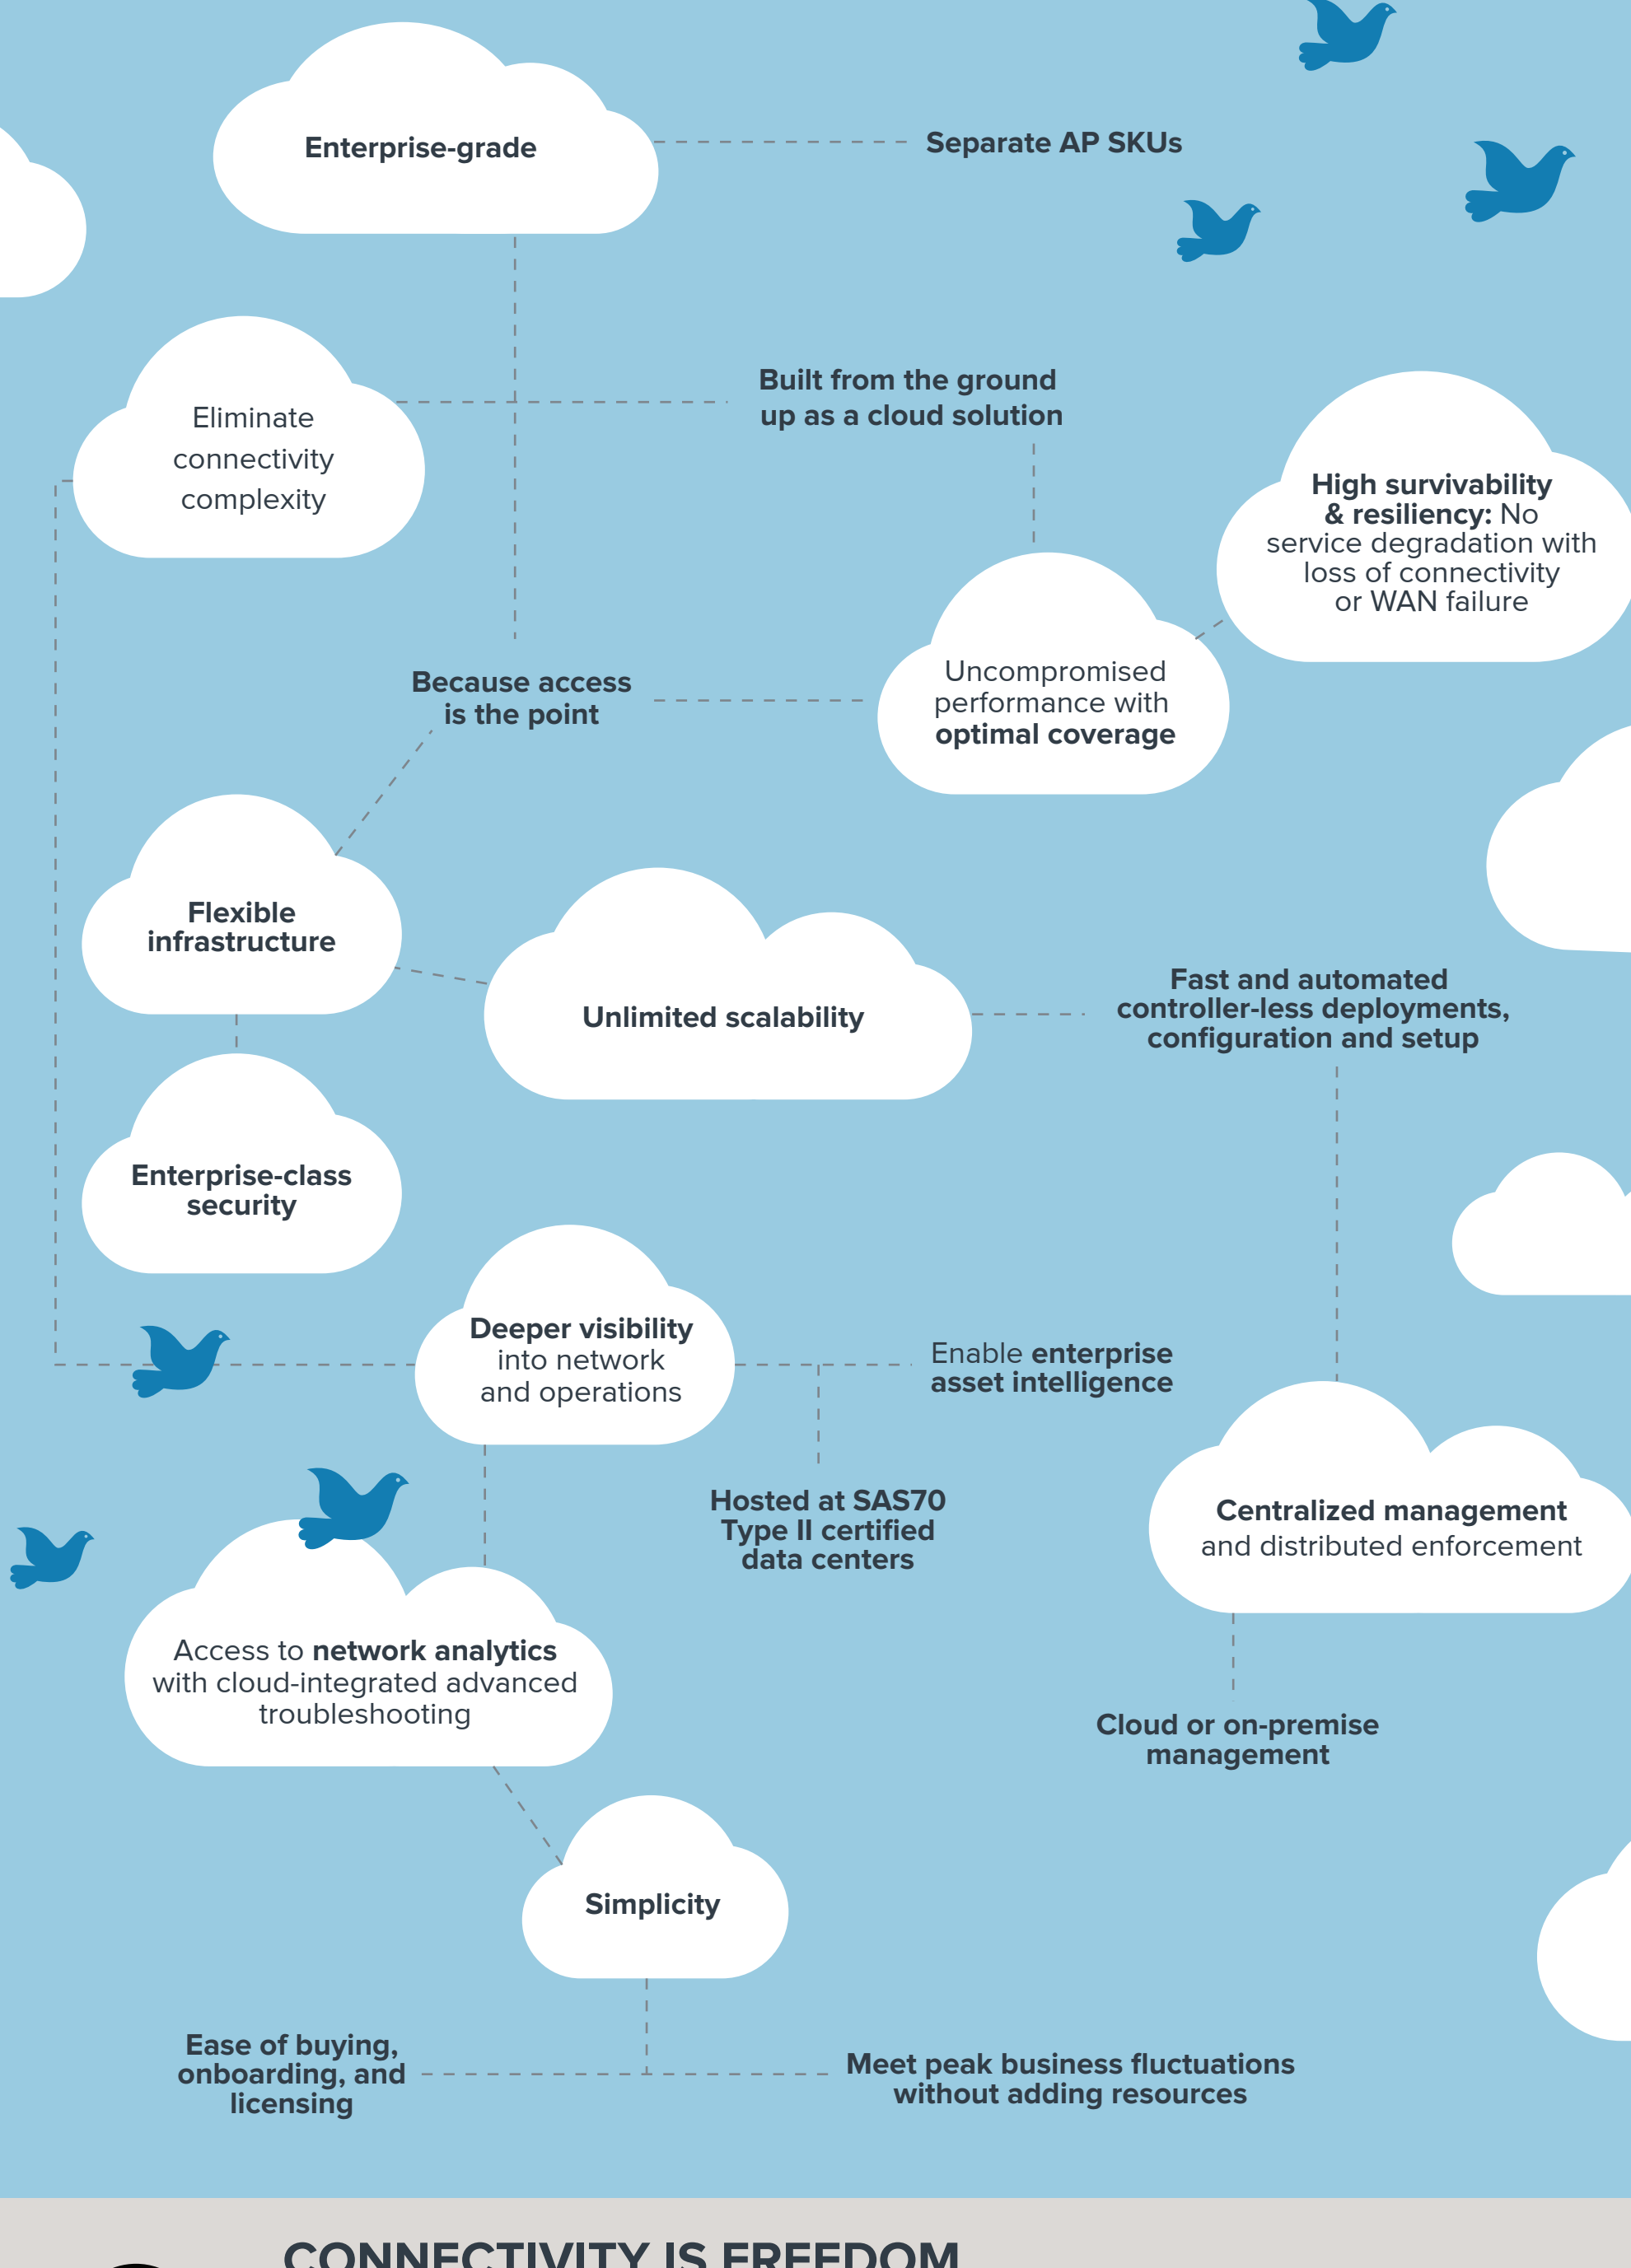 Enterprise-grade
Separate AP SKUs
Built from the ground
up as a cloud solution
Eliminate
connectivity
complexity
High survivability
& resiliency: No
service degradation with
loss of connectivity
or WAN failure
Uncompromised
performance with
optimal coverage
Because access
is the point
Flexible
infrastructure
Unlimited scalability
Fast and automated
controller-less deployments,
configuration and setup
Enterprise-class
security
Deeper visibility
into network
and operations
Enable enterprise
asset intelligence
Hosted at SAS70
Type II certified
data centers
Centralized management
and distributed enforcement
Access to network analytics
with cloud-integrated advanced
troubleshooting
Cloud or on-premise
management
Simplicity
Ease of buying,
onboarding, and
licensing
Meet peak business fluctuations
without adding resources
CONNECTIVITY IS FREEDOM